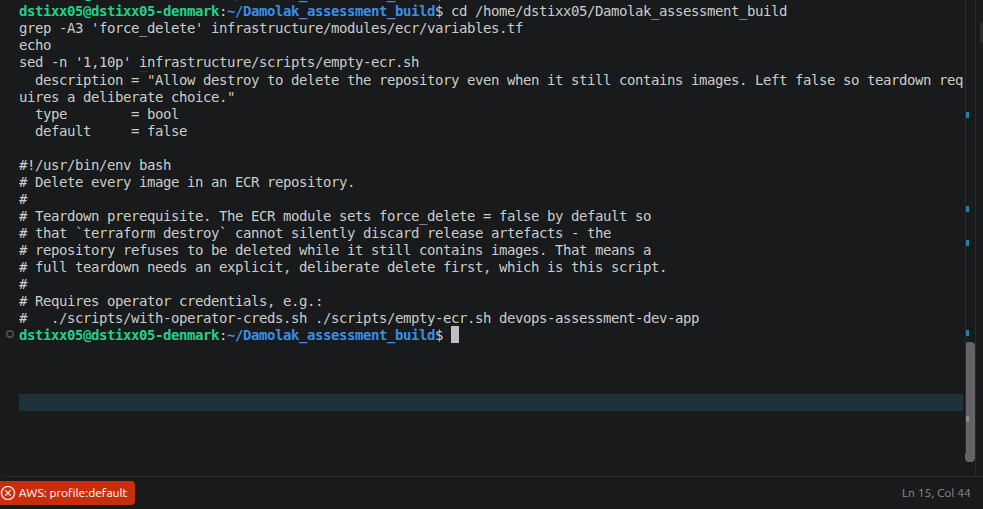 dstixx05@dstixx05-denmark:~/Damolak_assessment_build$ cd /home/dstixx05/Damolak_assessment_build
grep -A3 'force_delete' infrastructure/modules/ecr/variables.tf
echo
sed -n '1,10p' infrastructure/scripts/empty-ecr.sh
  description = "Allow destroy to delete the repository even when it still contains images. Left false so teardown req
uires a deliberate choice."
  type        = bool
  default     = false

#!/usr/bin/env bash
# Delete every image in an ECR repository.
#
# Teardown prerequisite. The ECR module sets force_delete = false by default so
# that `terraform destroy` cannot silently discard release artefacts - the
# repository refuses to be deleted while it still contains images. That means a
# full teardown needs an explicit, deliberate delete first, which is this script.
#
# Requires operator credentials, e.g.:
#   ./scripts/with-operator-creds.sh ./scripts/empty-ecr.sh devops-assessment-dev-app
dstixx05@dstixx05-denmark:~/Damolak_assessment_build$
AWS: profile:default
Ln 15, Col 44